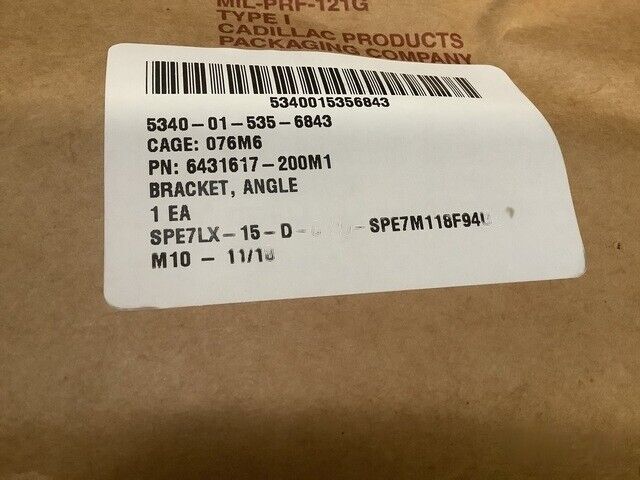 MIL-PRF-121G
TYPE I
CADILLAC PRODUCTS
PACKAGING COMPANY
5340015356843
5340-01-535-6843
CAGE: 076M6
PN: 6431617-200M1
BRACKET, ANGLE
1 EA
SPE7LX-15-D-
M10 -